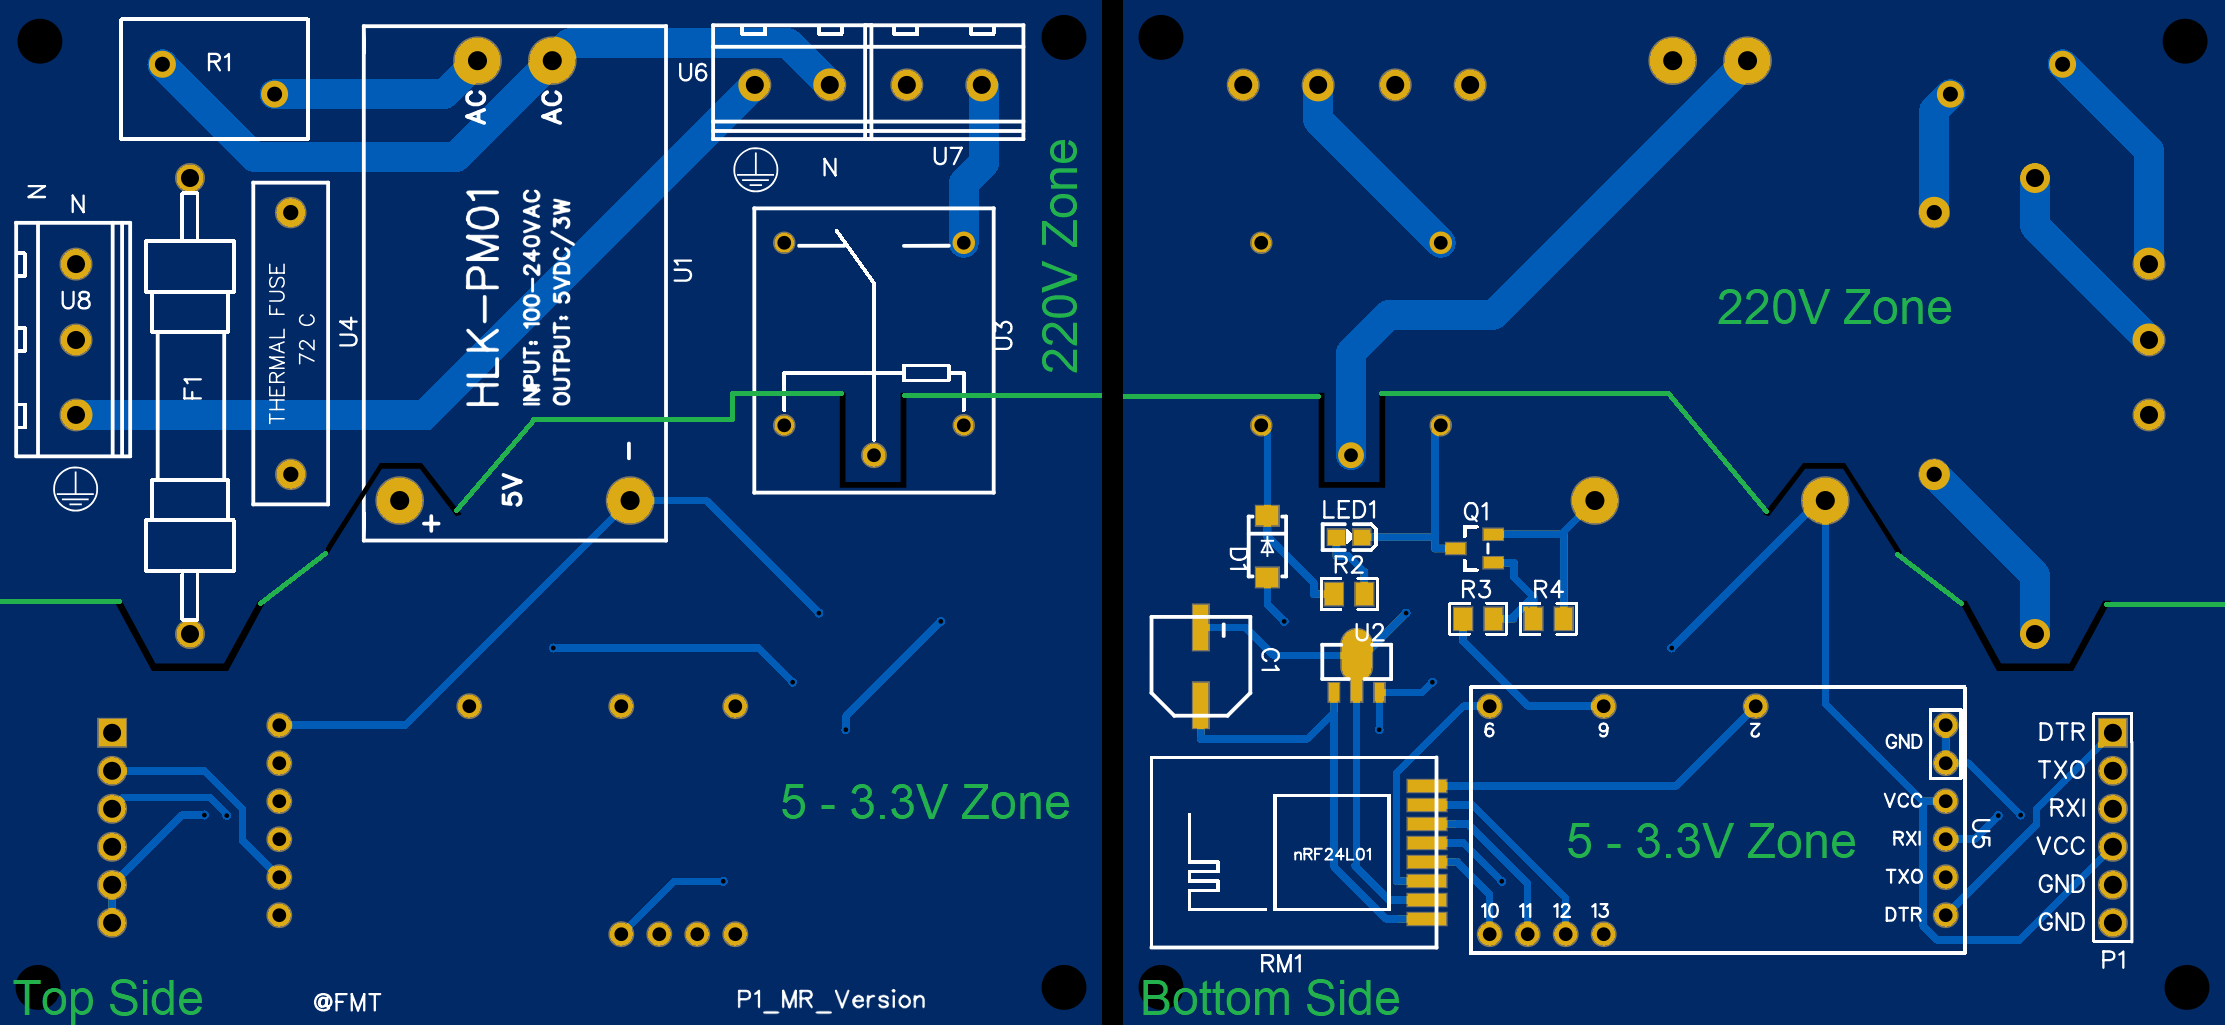 R1
AC
AC
U6
N
U7
220V Zone
N
N
U8
F1
THERMAL FUSE
72 C
U4
HLK-PM01
INPUT: 100-240VAC
OUTPUT: 5VDC/3W
U1
U3
5V
+
-
5 - 3.3V Zone
Top Side
@FMT
P1_MR_Version
220V Zone
LED1
Q1
D1
R2
R3
R4
U2
C1
9
6
2
GND
VCC
RXI
TXO
DTR
U5
DTR
TXO
RXI
VCC
GND
GND
P1
5 - 3.3V Zone
nRF24L01
10
11
12
13
RM1
Bottom Side